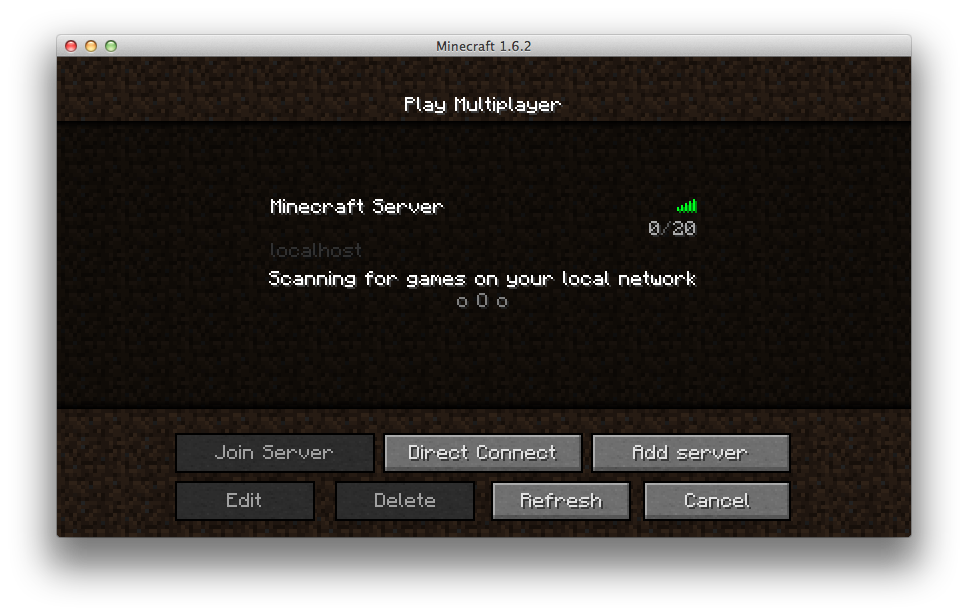 Minecraft 1.6.2
Play Multiplayer
Minecraft Server
0/20
localhost
Scanning for games on your local network
o O o
Join Server Direct Connect Add server
Edit Delete Refresh Cancel